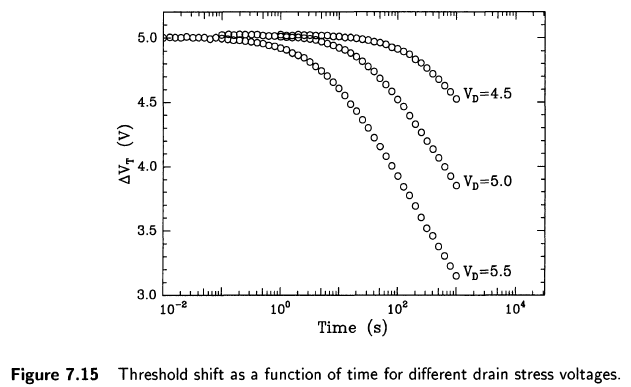 5.0
4.5
4.0
3.5
3.0
ΔV_T (V)
V_D=4.5
V_D=5.0
V_D=5.5
10^-2
10^0
10^2
10^4
Time (s)
Figure 7.15 Threshold shift as a function of time for different drain stress voltages.